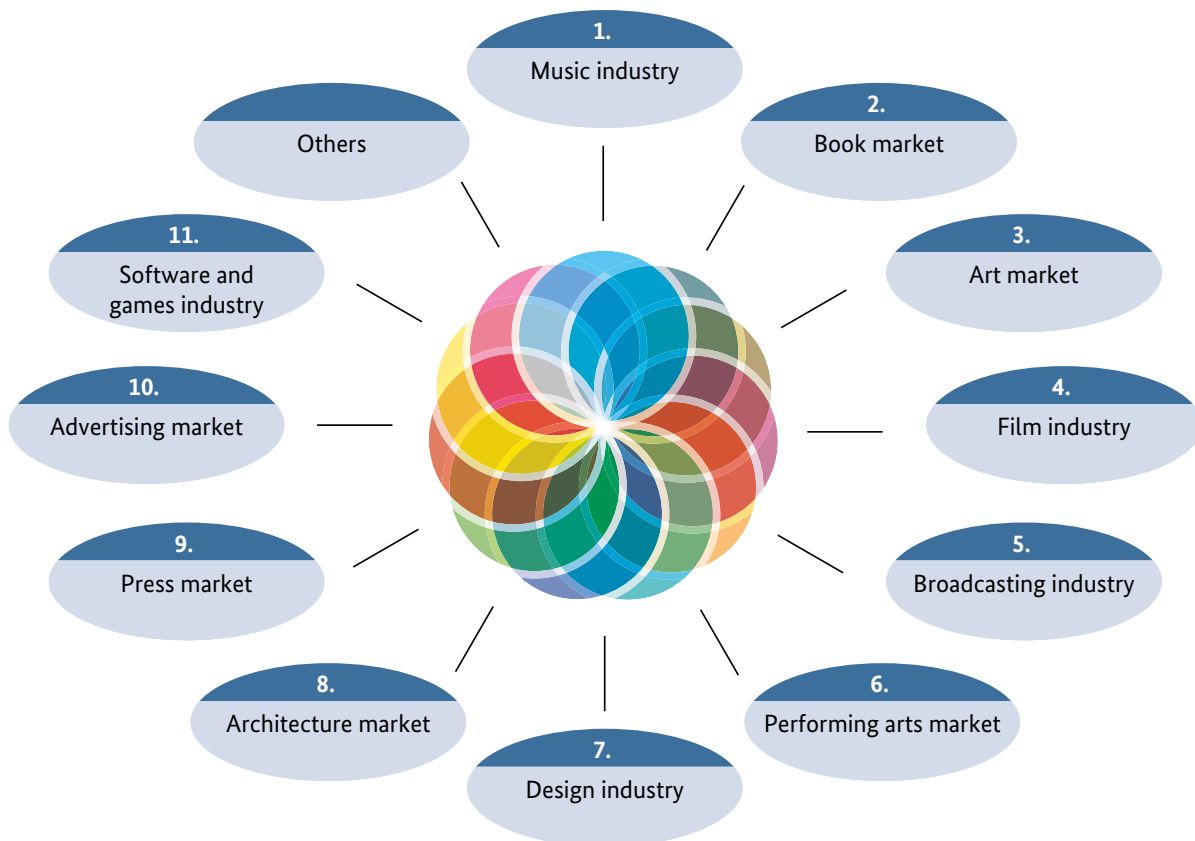 1.
Music industry
2.
Book market
3.
Art market
4.
Film industry
5.
Broadcasting industry
6.
Performing arts market
7.
Design industry
8.
Architecture market
9.
Press market
10.
Advertising market
11.
Software and
games industry
Others